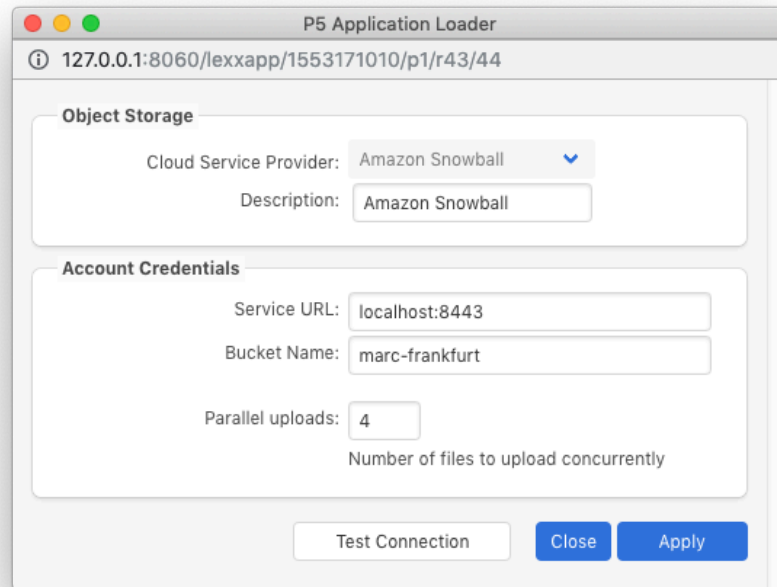 P5 Application Loader
127.0.0.1:8060/lexxapp/1553171010/p1/r43/44
Object Storage
Cloud Service Provider: Amazon Snowball
Description: Amazon Snowball
Account Credentials
Service URL: localhost:8443
Bucket Name: marc-frankfurt
Parallel uploads: 4
Number of files to upload concurrently
Test Connection Close Apply